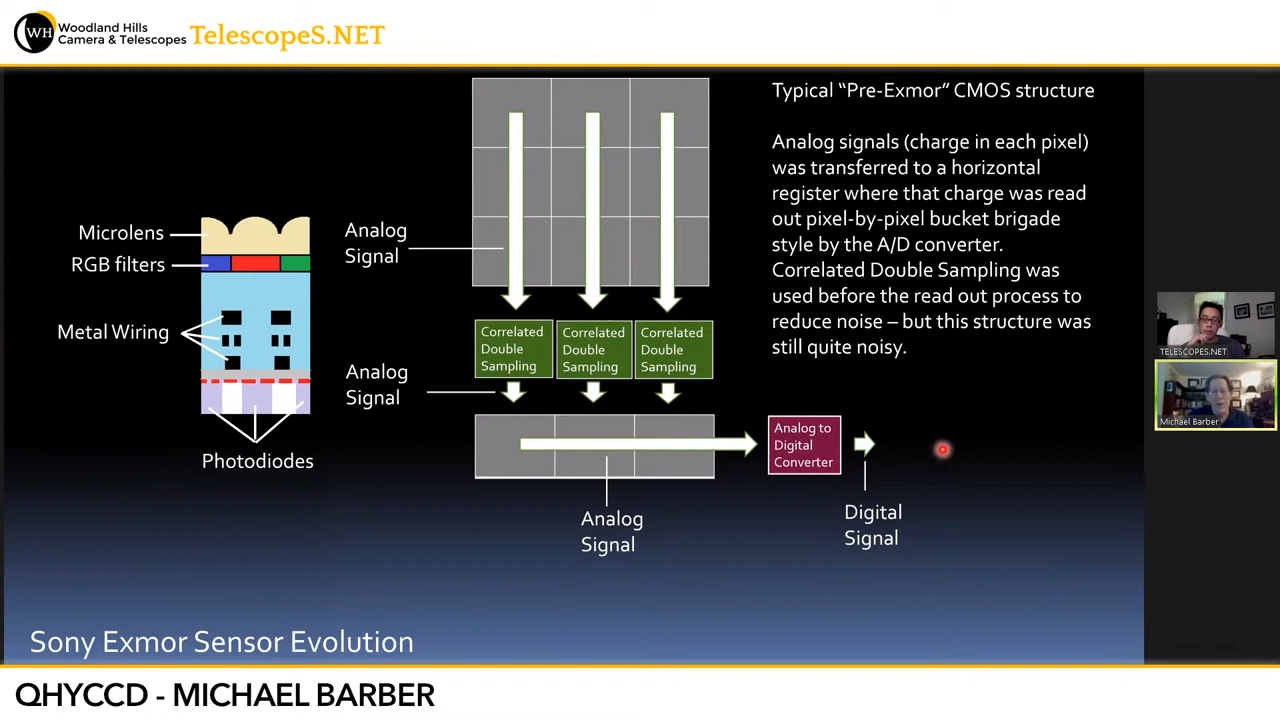 WH
Woodland Hills
Camera & Telescopes
TelescopeS.NET
Typical “Pre-Exmor” CMOS structure
Analog signals (charge in each pixel)
was transferred to a horizontal
register where that charge was read
out pixel-by-pixel bucket brigade
style by the A/D converter.
Correlated Double Sampling was
used before the read out process to
reduce noise – but this structure was
still quite noisy.
Microlens
RGB filters
Metal Wiring
Photodiodes
Analog
Signal
Correlated
Double
Sampling
Correlated
Double
Sampling
Correlated
Double
Sampling
Analog
Signal
Analog to
Digital
Converter
Analog
Signal
Digital
Signal
TELESCOPES.NET
Michael Barber
Sony Exmor Sensor Evolution
QHYCCD - MICHAEL BARBER